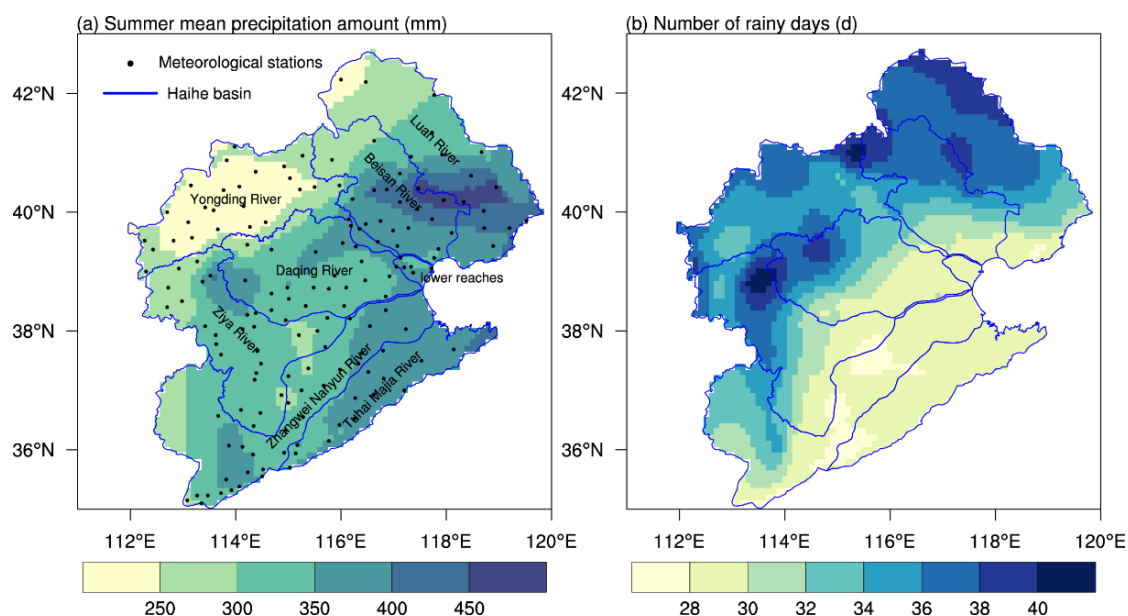 (a) Summer mean precipitation amount (mm)
Meteorological stations
Haihe basin
42°N
40°N
38°N
36°N
Luan River
Beisan River
Yongding River
Daqing River
lower reaches
Ziya River
Zhangwei Nanyun River
Tuhai Majia River
112°E 114°E 116°E 118°E 120°E
250 300 350 400 450
(b) Number of rainy days (d)
42°N
40°N
38°N
36°N
112°E 114°E 116°E 118°E 120°E
28 30 32 34 36 38 40